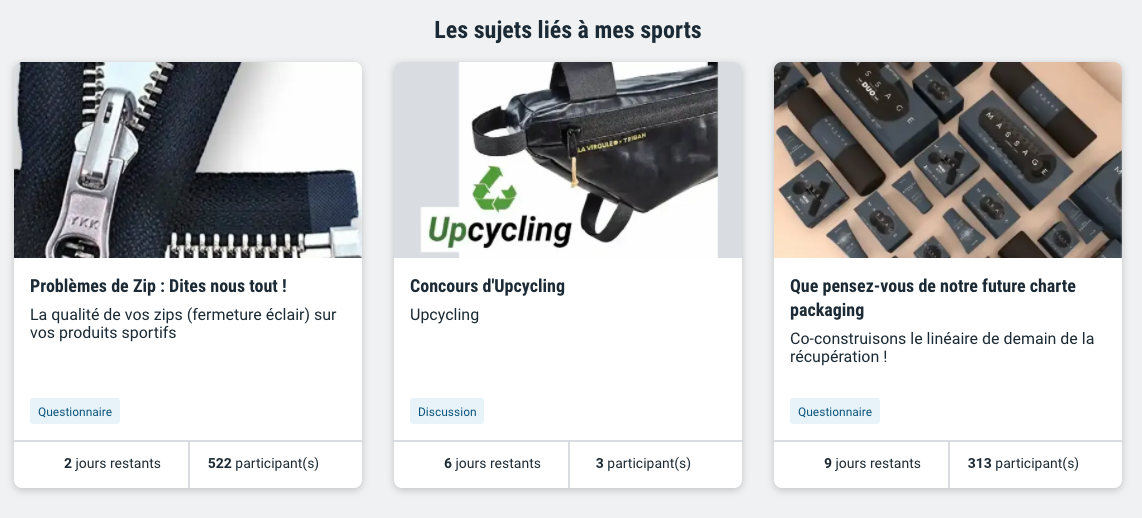 Les sujets liés à mes sports
YKK
Problèmes de Zip : Dites nous tout !
La qualité de vos zips (fermeture éclair) sur
vos produits sportifs
Questionnaire
2 jours restants
522 participant(s)
LA VIRGULE® × TRIBAN
Upcycling
Concours d'Upcycling
Upcycling
Discussion
6 jours restants
3 participant(s)
MASSAGE
DUO
MASSAGE
Que pensez-vous de notre future charte
packaging
Co-construisons le linéaire de demain de la
récupération !
Questionnaire
9 jours restants
313 participant(s)